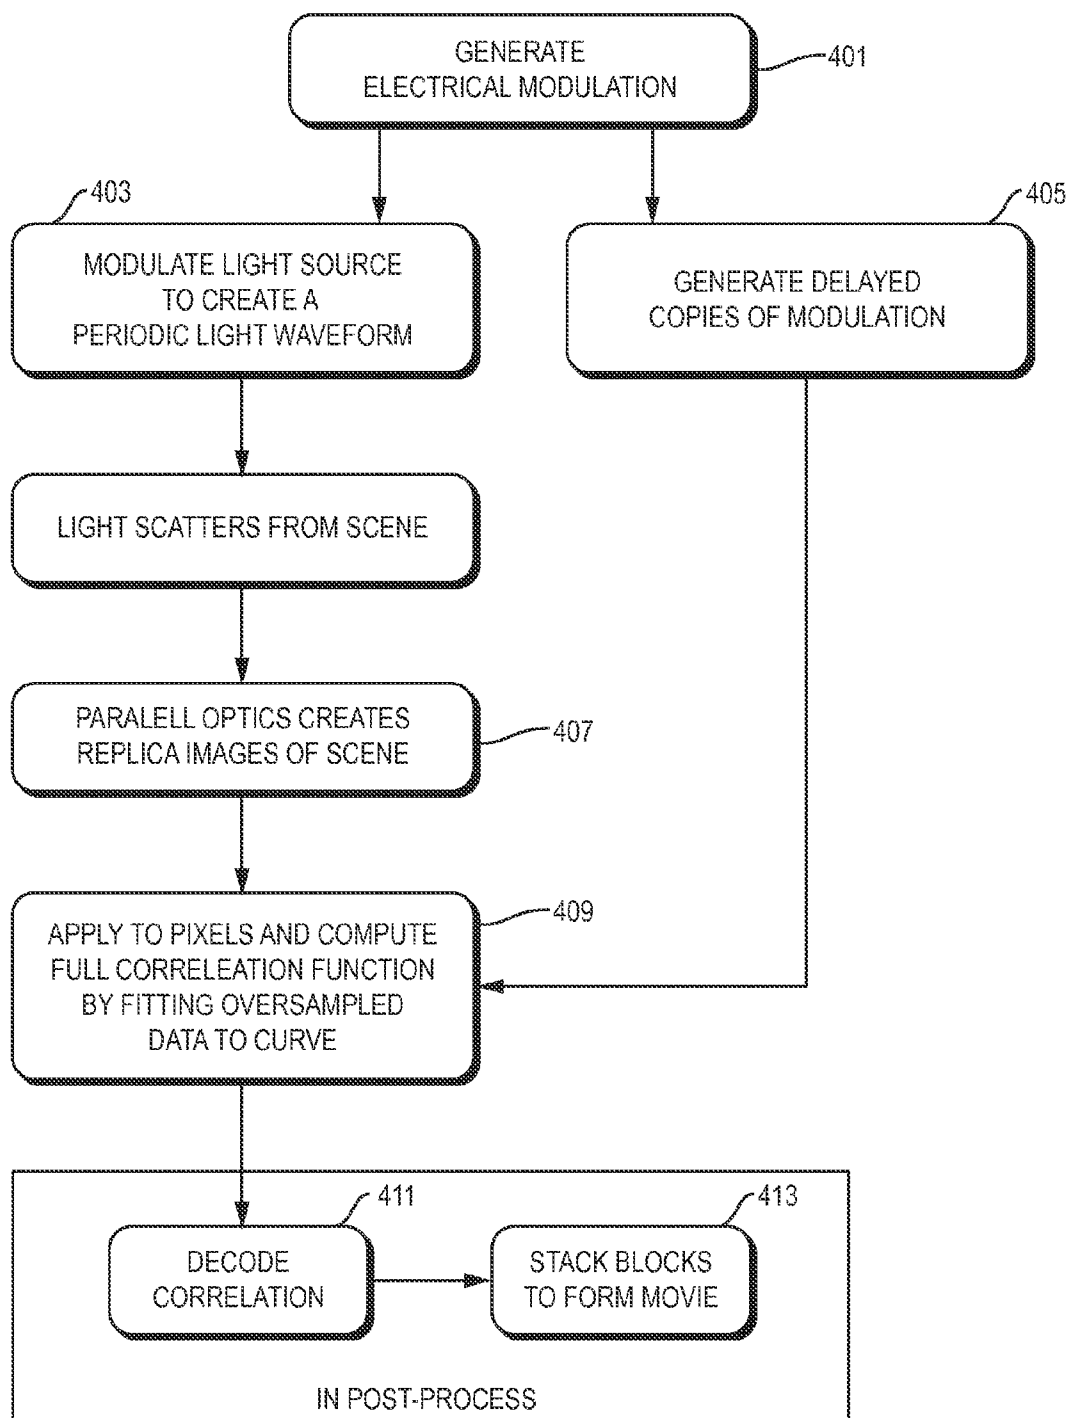 GENERATE
ELECTRICAL MODULATION
401
403
405
MODULATE LIGHT SOURCE
TO CREATE A
PERIODIC LIGHT WAVEFORM
GENERATE DELAYED
COPIES OF MODULATION
LIGHT SCATTERS FROM SCENE
PARALELL OPTICS CREATES
REPLICA IMAGES OF SCENE
407
409
APPLY TO PIXELS AND COMPUTE
FULL CORRELEATION FUNCTION
BY FITTING OVERSAMPLED
DATA TO CURVE
411
413
DECODE
CORRELATION
STACK BLOCKS
TO FORM MOVIE
IN POST-PROCESS